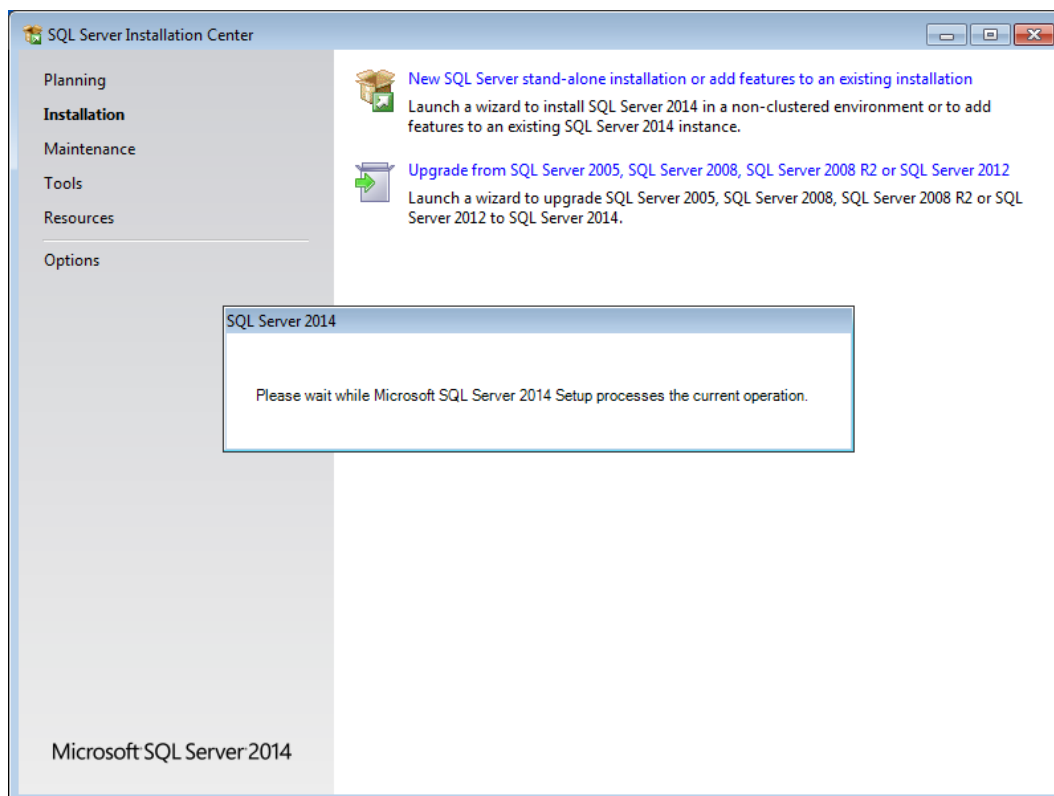 SQL Server Installation Center
Planning
Installation
Maintenance
Tools
Resources
Options
New SQL Server stand-alone installation or add features to an existing installation
Launch a wizard to install SQL Server 2014 in a non-clustered environment or to add
features to an existing SQL Server 2014 instance.
Upgrade from SQL Server 2005, SQL Server 2008, SQL Server 2008 R2 or SQL Server 2012
Launch a wizard to upgrade SQL Server 2005, SQL Server 2008, SQL Server 2008 R2 or SQL
Server 2012 to SQL Server 2014.
SQL Server 2014
Please wait while Microsoft SQL Server 2014 Setup processes the current operation.
Microsoft SQL Server 2014